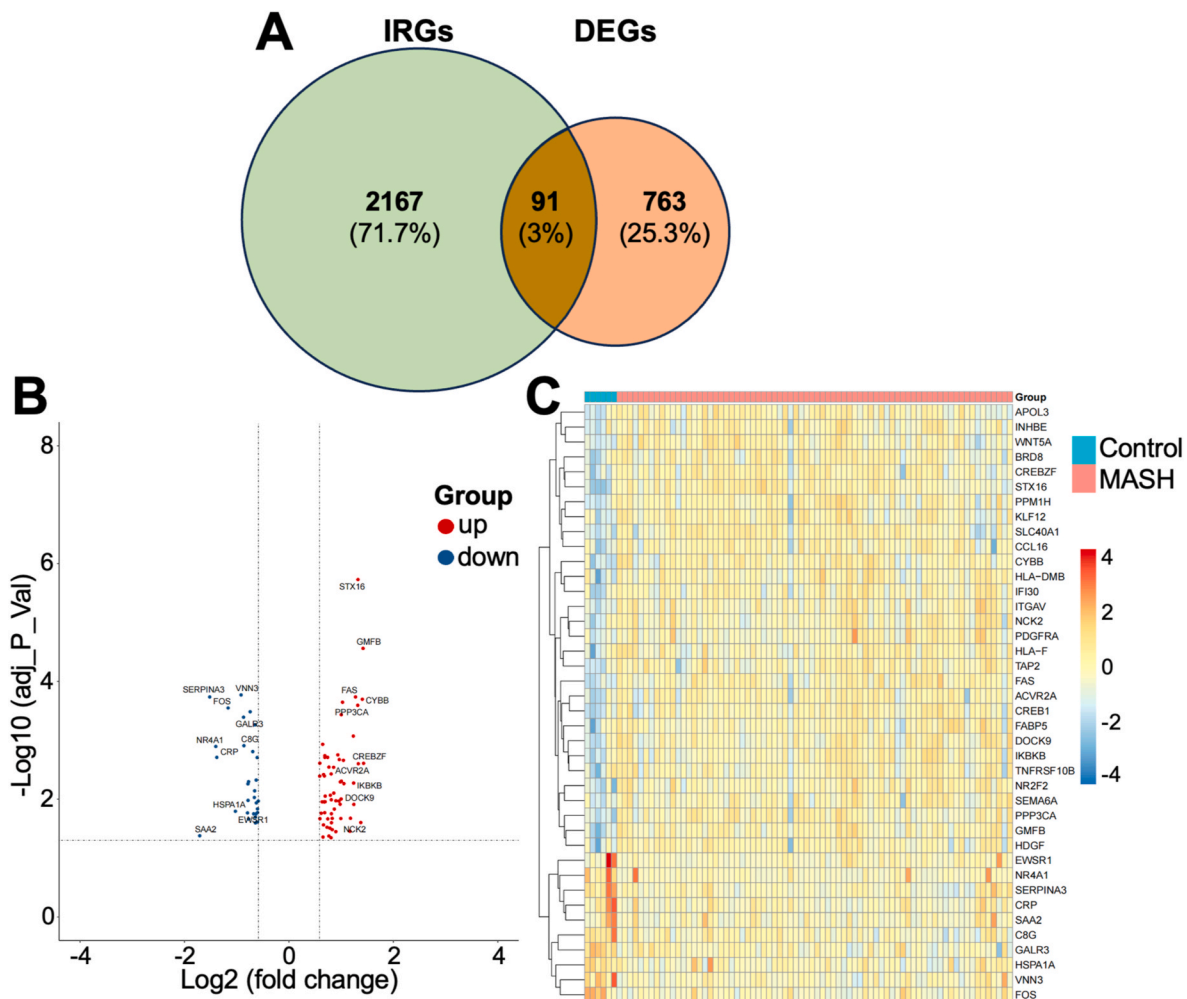 A
IRGs
DEGs
2167
(71.7%)
91
(3%)
763
(25.3%)
B
-Log10 (adj_P_Val)
8
6
4
2
0
-4
-2
0
2
4
Log2 (fold change)
Group
up
down
STX16
GMFB
FAS
CYBB
PPP3CA
CREBZF
ACVR2A
IKBKB
DOCK9
NCK2
SERPINA3
VNN3
FOS
GALR3
NR4A1
C8G
CRP
HSPA1A
EWSR1
SAA2
C
Group
APOL3
INHBE
WNT5A
BRD8
CREBZF
STX16
PPM1H
KLF12
SLC40A1
CCL16
CYBB
HLA-DMB
IFI30
ITGAV
NCK2
PDGFRA
HLA-F
TAP2
FAS
ACVR2A
CREB1
FABP5
DOCK9
IKBKB
TNFRSF10B
NR2F2
SEMA6A
PPP3CA
GMFB
HDGF
EWSR1
NR4A1
SERPINA3
CRP
SAA2
C8G
GALR3
HSPA1A
VNN3
FOS
Control
MASH
4
2
0
-2
-4